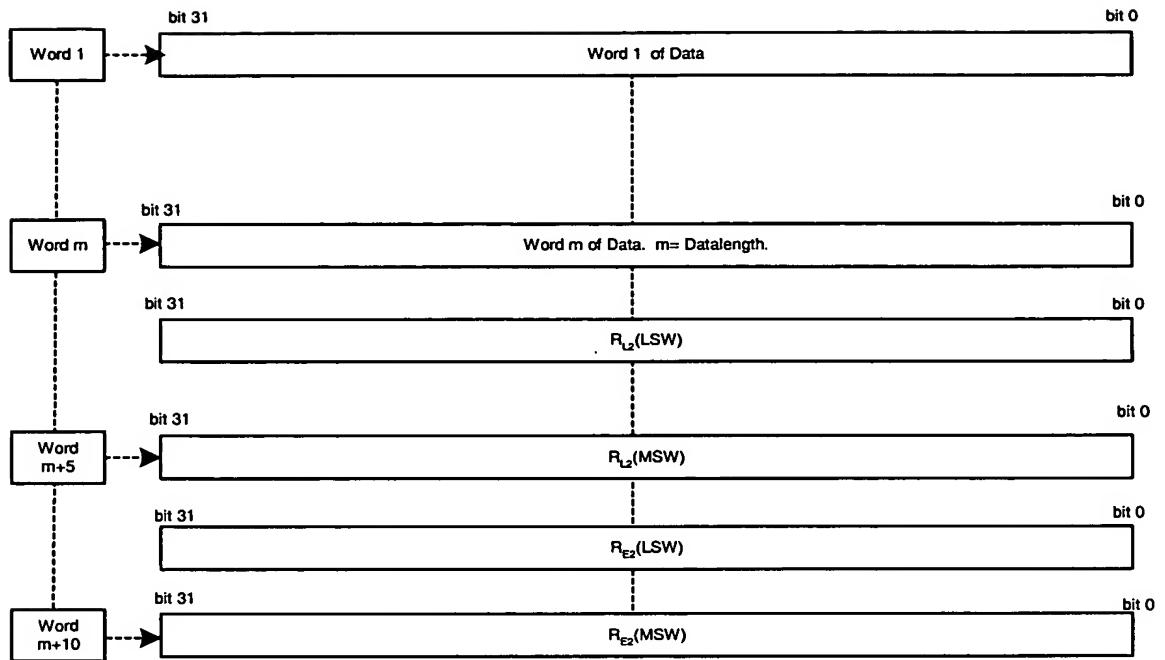 bit 31 bit 0
Word 1 Word 1 of Data
bit 31 bit 0
Word m Word m of Data. m= Datalength.
bit 31 bit 0
R_L2(LSW)
bit 31 bit 0
Word
m+5 R_L2(MSW)
bit 31 bit 0
R_E2(LSW)
bit 31 bit 0
Word
m+10 R_E2(MSW)